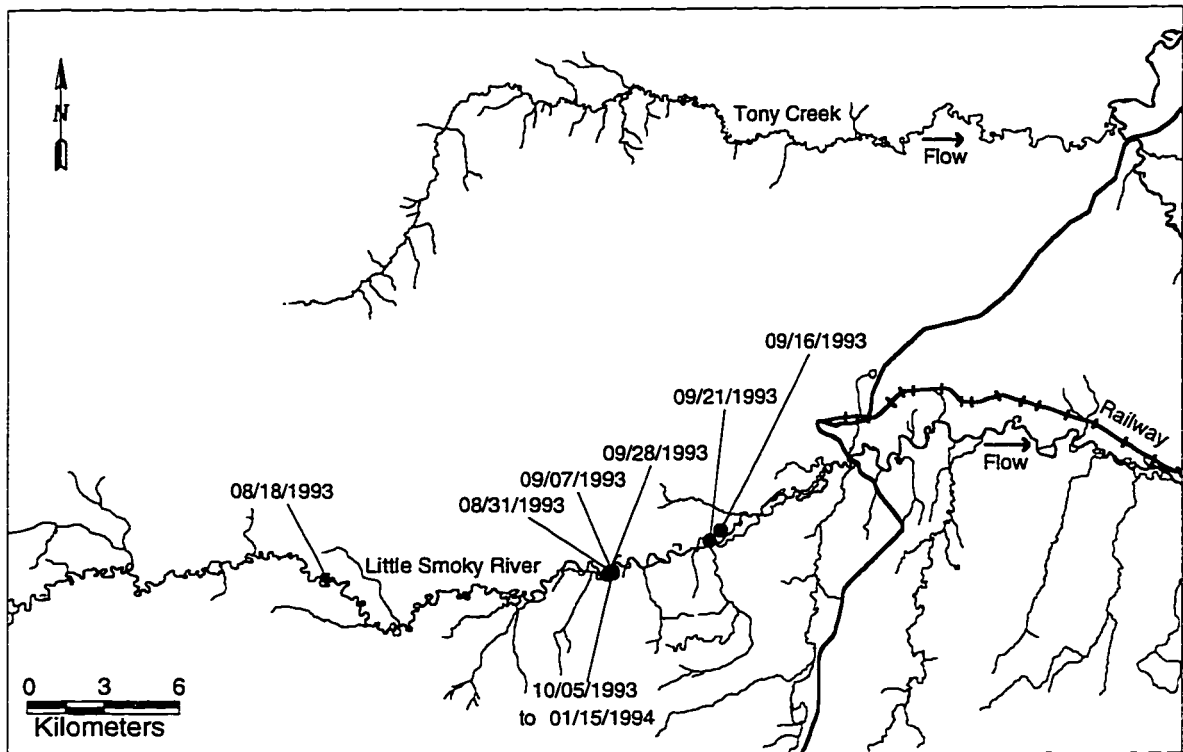 N
Tony Creek
Flow
09/16/1993
09/21/1993
Railway
09/28/1993
Flow
09/07/1993
08/18/1993
08/31/1993
Little Smoky River
0 3 6
Kilometers
10/05/1993
to 01/15/1994